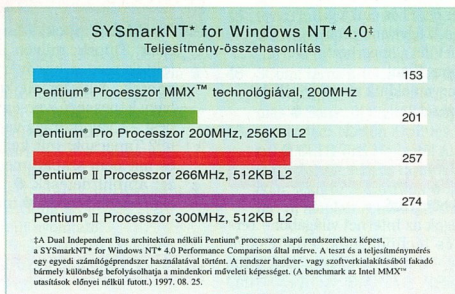 SYSmarkNT* for Windows NT* 4.0‡
Teljesítmény-összehasonlítás
153
Pentium® Processzor MMX™ technológiával, 200MHz
201
Pentium® Pro Processzor 200MHz, 256KB L2
257
Pentium® II Processzor 266MHz, 512KB L2
274
Pentium® II Processzor 300MHz, 512KB L2
‡A Dual Independent Bus architektúra nélküli Pentium® processzor alapú rendszerekhez képest,
a SYSmarkNT* for Windows NT* 4.0 Performance Comparison által mérve. A teszt és a teljesítménymérés
egy egyedi számítógéprendszer használatával történt. A rendszer hardver- vagy szoftverkialakításából fakadó
bármely különbség befolyásolhatja a mindenkori műveleti képességet. (A benchmark az Intel MMX™
utasítások előnyei nélkül futott.) 1997. 08. 25.